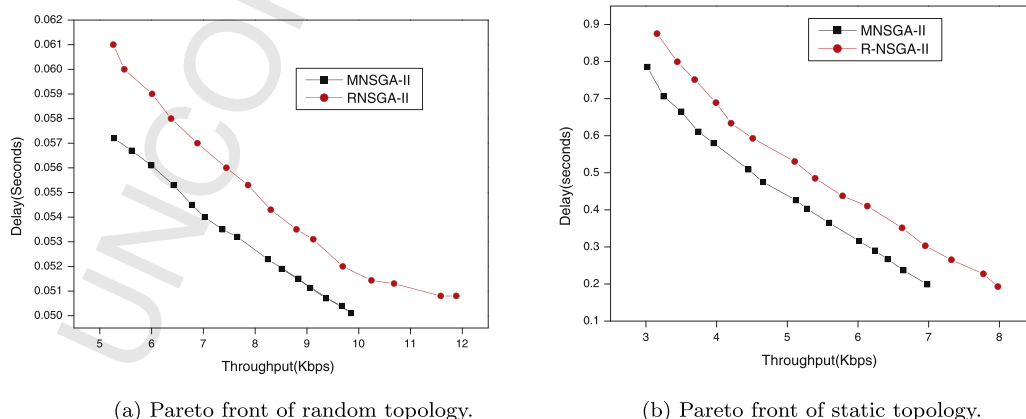 0.062
0.061
0.060
0.059
0.058
0.057
0.056
0.055
0.054
0.053
0.052
0.051
0.050
Delay(Seconds)
MNSGA-II
RNSGA-II
5 6 7 8 9 10 11 12
Throughput(Kbps)
(a) Pareto front of random topology.
UNCO
0.9
0.8
0.7
0.6
0.5
0.4
0.3
0.2
0.1
Delay(seconds)
MNSGA-II
R-NSGA-II
3 4 5 6 7 8
Throughput(Kbps)
(b) Pareto front of static topology.